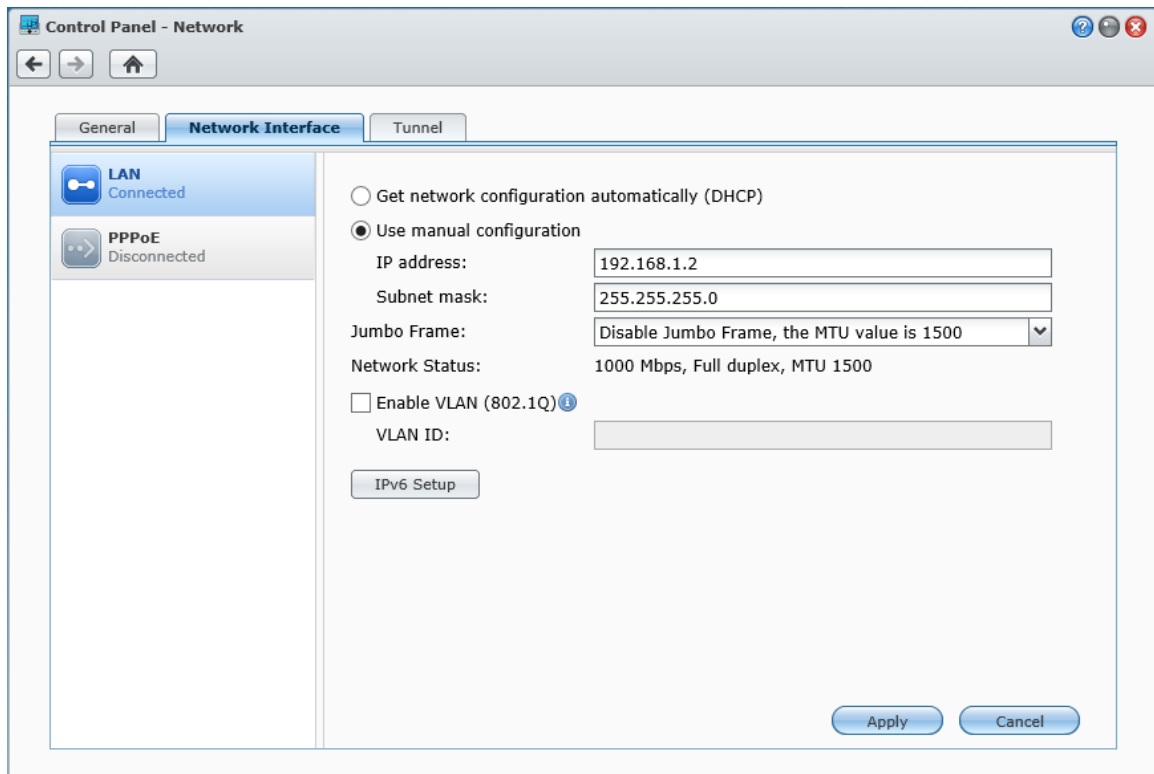 Control Panel - Network
General Network Interface Tunnel
LAN
Connected
PPPoE
Disconnected
Get network configuration automatically (DHCP)
Use manual configuration
IP address: 192.168.1.2
Subnet mask: 255.255.255.0
Jumbo Frame: Disable Jumbo Frame, the MTU value is 1500
Network Status: 1000 Mbps, Full duplex, MTU 1500
Enable VLAN (802.1Q)
VLAN ID:
IPv6 Setup
Apply Cancel